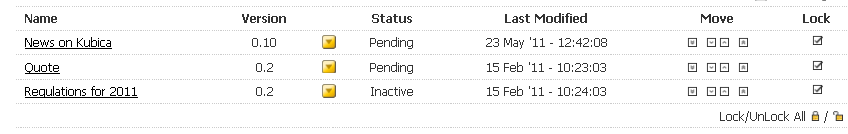 Name Version Status Last Modified Move Lock
News on Kubica 0.10 Pending 23 May '11 - 12:42:08
Quote 0.2 Pending 15 Feb '11 - 10:23:03
Regulations for 2011 0.2 Inactive 15 Feb '11 - 10:24:03
Lock/UnLock All /